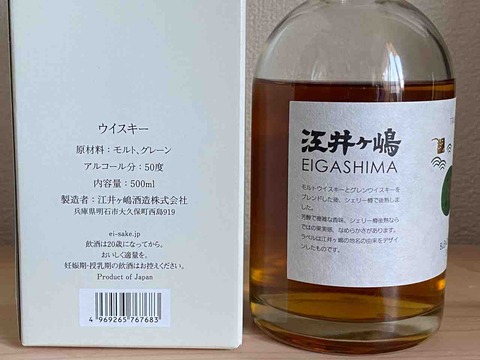 ウイスキー
原材料：モルト、グレーン
アルコール分：50度
内容量：500ml
製造者：江井ヶ嶋酒造株式会社
兵庫県明石市大久保町西島919
ei-sake.jp
飲酒は20歳になってから。
おいしく適量を。
妊娠期・授乳期の飲酒はお控えください。
Product of Japan
4 969265 767683
江井ヶ嶋
EIGASHIMA
モルトウイスキーとグレンウイスキーを
ブレンドした後、シェリー樽で後熟しま
した。
芳醇で複雑な香味、シェリー樽後熟なら
ではの果実感、なめらかさがあります。
ラベルは江井ヶ嶋の地名の由来をデザイ
ンしたものです。